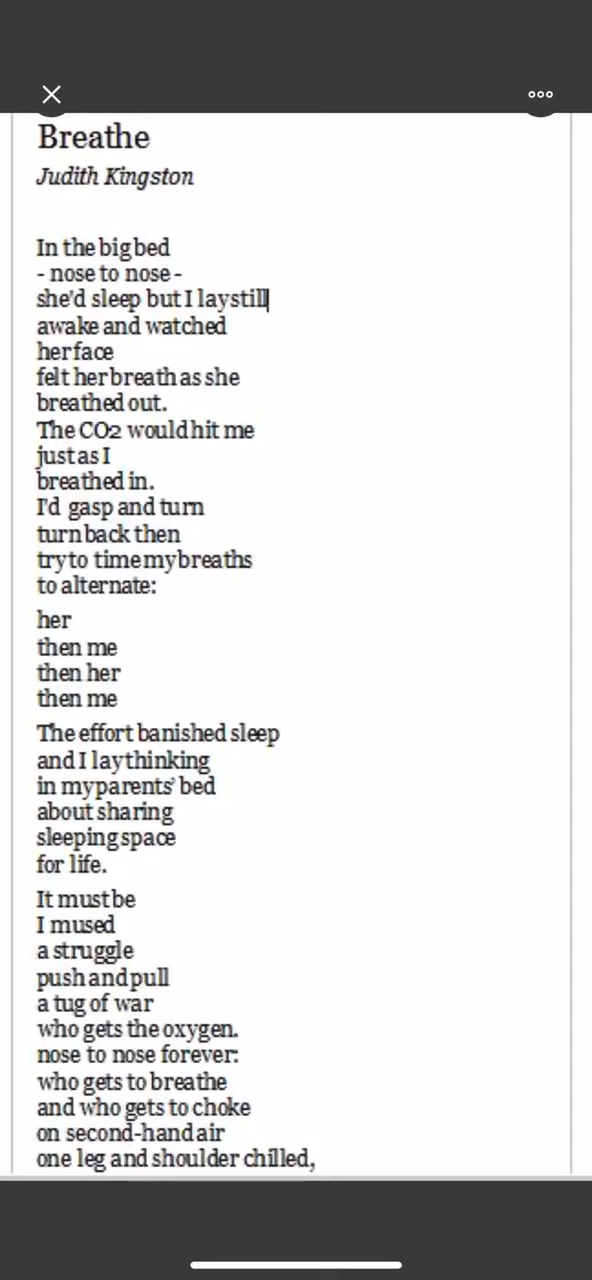 Breathe
Judith Kingston
In the big bed
- nose to nose -
she'd sleep but I lay still
awake and watched
her face
felt her breath as she
breathed out.
The CO2 would hit me
just as I
breathed in.
I'd gasp and turn
turn back then
try to time my breaths
to alternate:
her
then me
then her
then me
The effort banished sleep
and I lay thinking
in my parents' bed
about sharing
sleeping space
for life.
It must be
I mused
a struggle
push and pull
a tug of war
who gets the oxygen.
nose to nose forever:
who gets to breathe
and who gets to choke
on second-hand air
one leg and shoulder chilled,